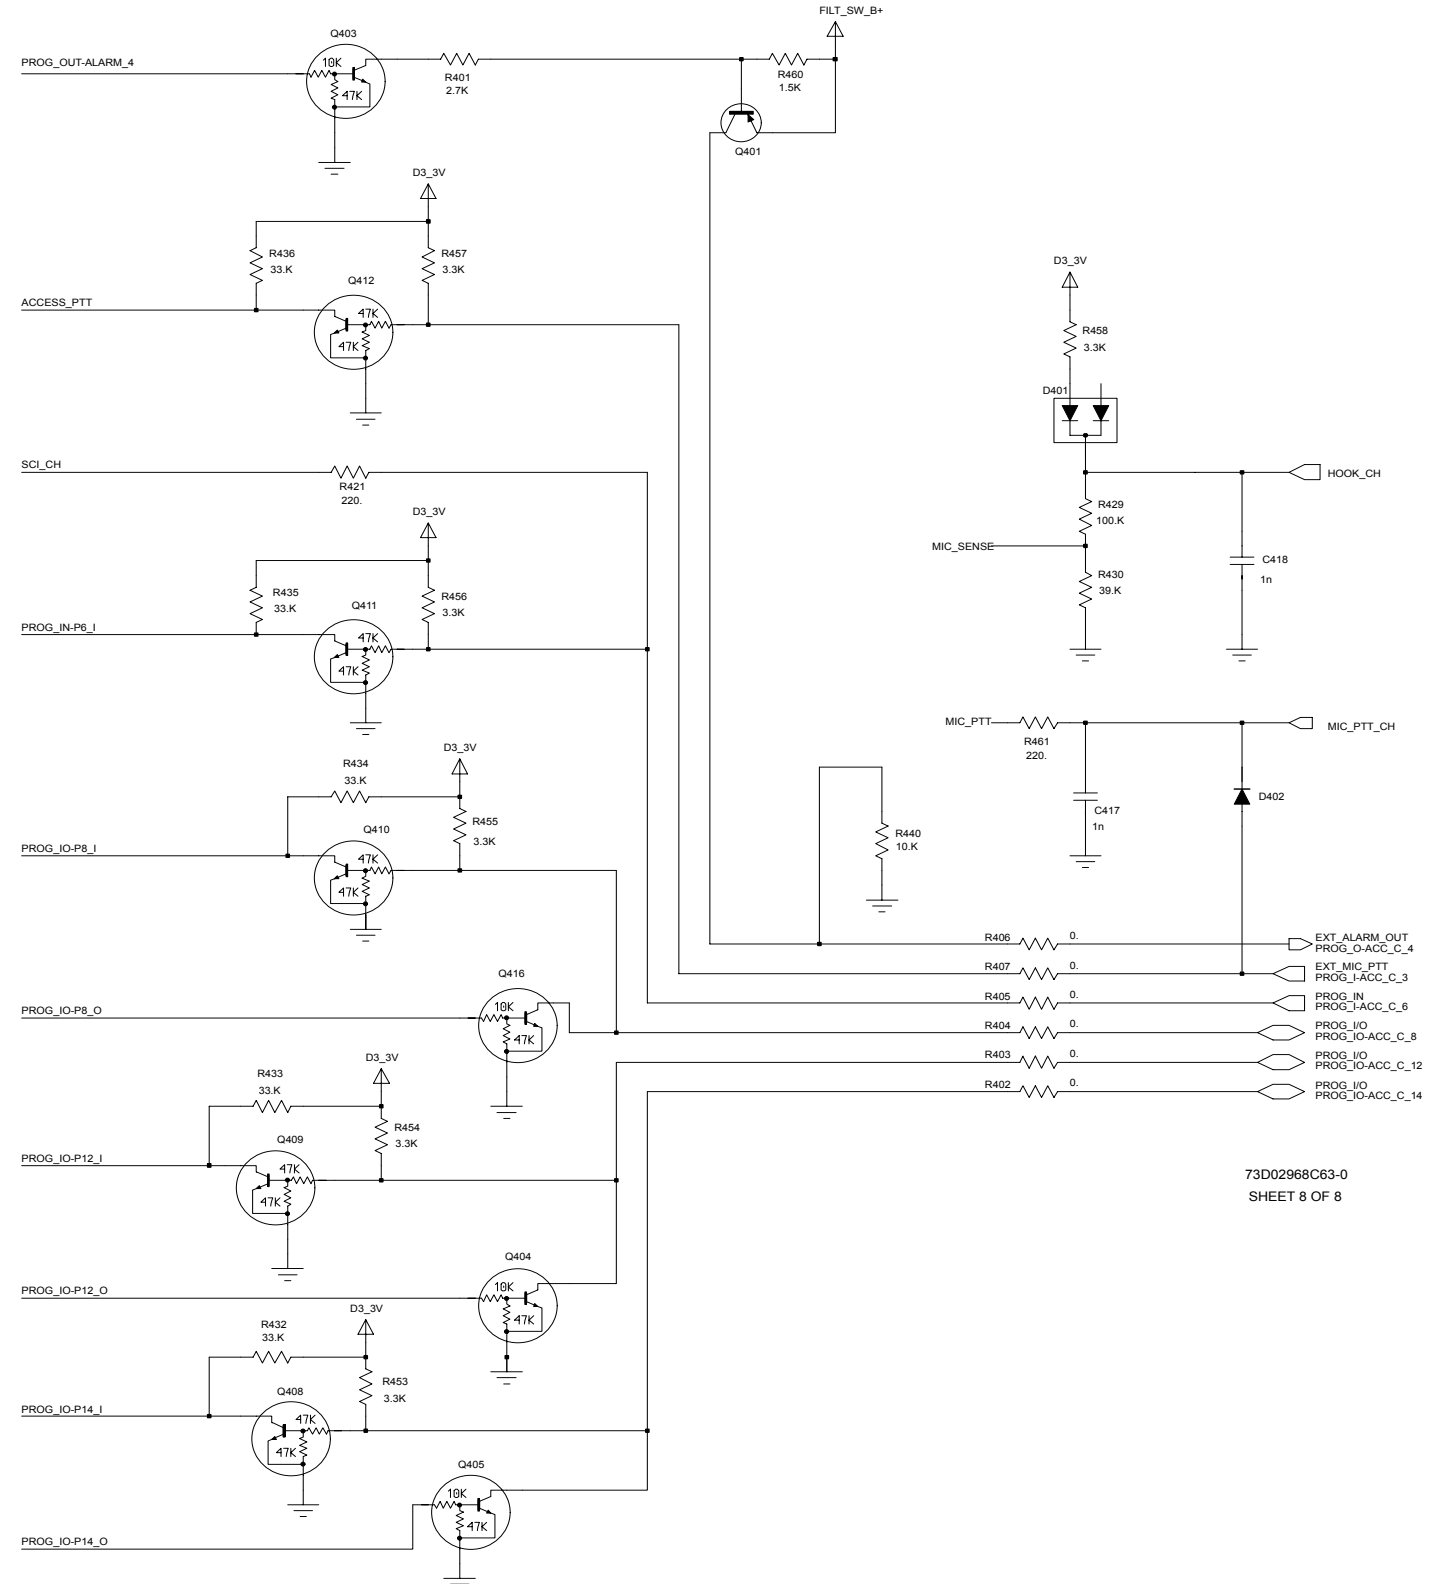 FILT_SW_B+
Q403
PROG_OUT-ALARM_4
10K
47K
R401
2.7K
R460
1.5K
Q401
D3_3V
R436
33.K
R457
3.3K
Q412
ACCESS_PTT
47K
47K
D3_3V
R458
3.3K
D401
SCI_CH
R421
220.
HOOK_CH
R429
100.K
MIC_SENSE
R430
39.K
C418
1n
D3_3V
R435
33.K
R456
3.3K
Q411
PROG_IN-P6_I
47K
47K
MIC_PTT
R461
220.
MIC_PTT_CH
C417
1n
D402
D3_3V
R434
33.K
R455
3.3K
Q410
PROG_IO-P8_I
47K
47K
R440
10.K
R406
0.
EXT_ALARM_OUT
PROG_O-ACC_C_4
R407
0.
EXT_MIC_PTT
PROG_I-ACC_C_3
R405
0.
PROG_IN
PROG_I-ACC_C_6
R404
0.
PROG_I/O
PROG_IO-ACC_C_8
R403
0.
PROG_I/O
PROG_IO-ACC_C_12
R402
0.
PROG_I/O
PROG_IO-ACC_C_14
Q416
PROG_IO-P8_O
10K
47K
D3_3V
R433
33.K
R454
3.3K
Q409
PROG_IO-P12_I
47K
47K
73D02968C63-0
SHEET 8 OF 8
Q404
PROG_IO-P12_O
10K
47K
D3_3V
R432
33.K
R453
3.3K
Q408
PROG_IO-P14_I
47K
47K
Q405
10K
47K
PROG_IO-P14_O